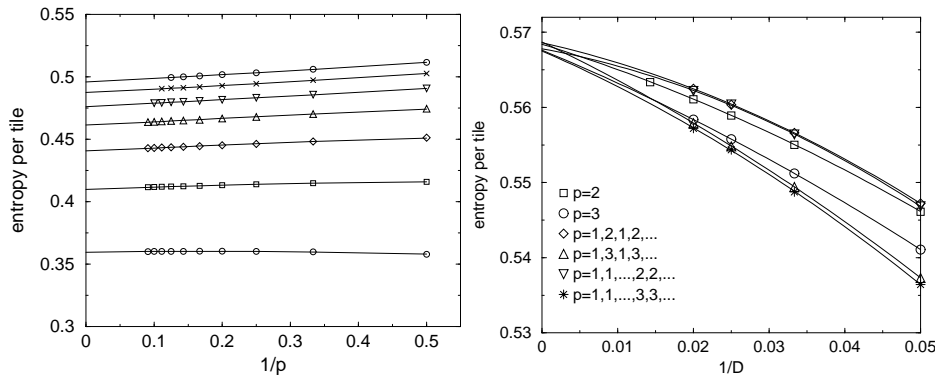 0.55
0.5
0.45
0.4
0.35
0.3
entropy per tile
0 0.1 0.2 0.3 0.4 0.5
1/p
0.57
0.56
0.55
0.54
0.53
entropy per tile
p=2
p=3
p=1,2,1,2,...
p=1,3,1,3,...
p=1,1,...,2,2,...
p=1,1,...,3,3,...
0 0.01 0.02 0.03 0.04 0.05
1/D